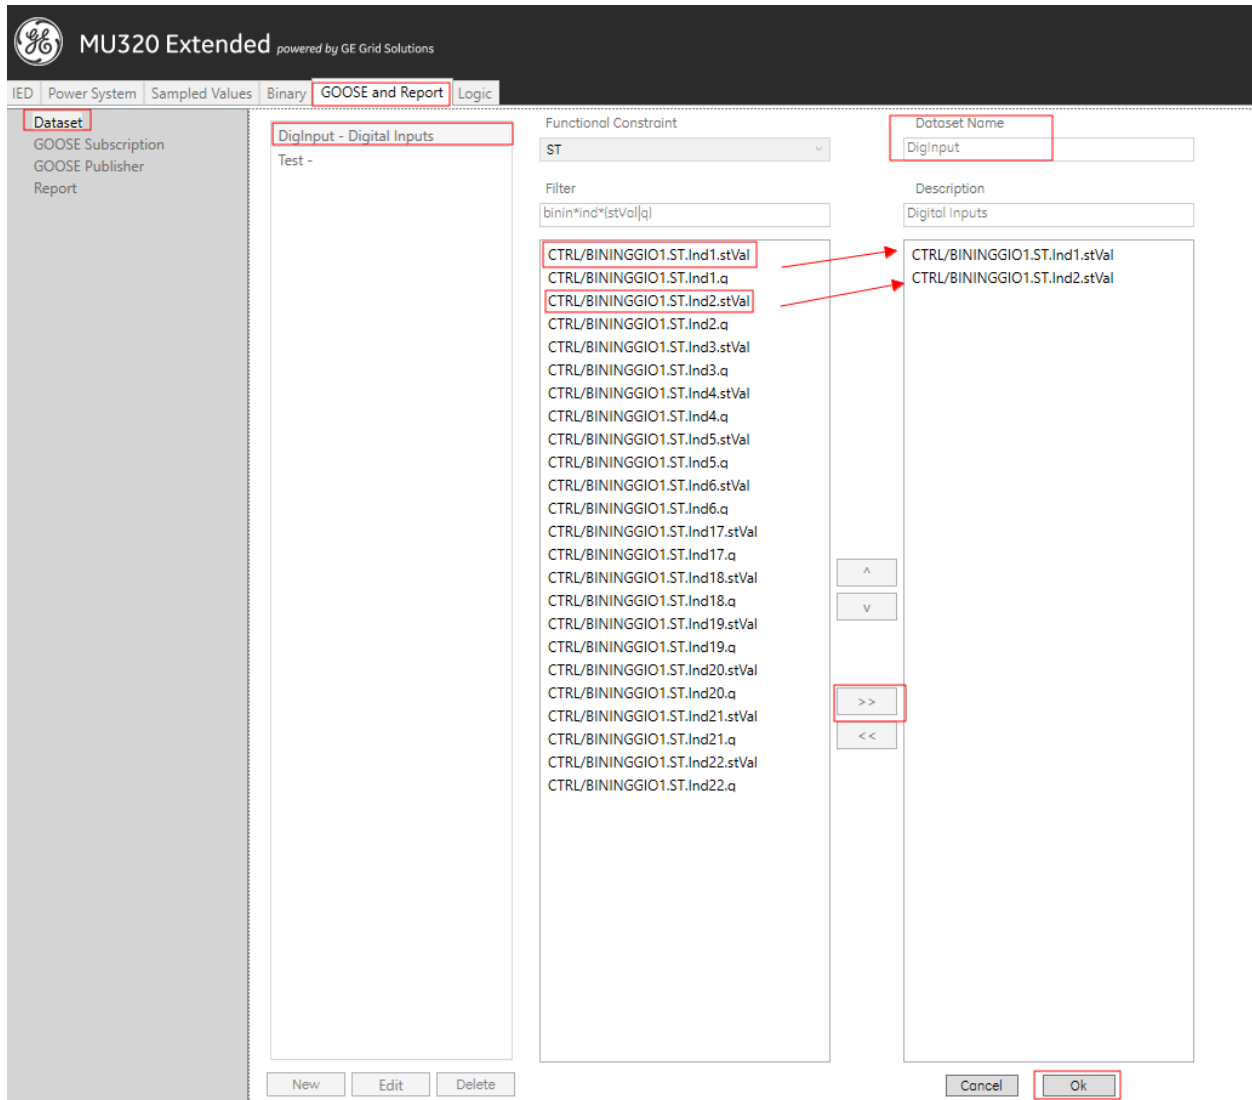 MU320 Extended powered by GE Grid Solutions
IED Power System Sampled Values Binary GOOSE and Report Logic
Dataset
GOOSE Subscription
GOOSE Publisher
Report
DigInput - Digital Inputs
Test -
Functional Constraint
ST
Filter
binin*ind*(stVal|q)
CTRL/BININGGIO1.ST.Ind1.stVal
CTRL/BININGGIO1.ST.Ind1.q
CTRL/BININGGIO1.ST.Ind2.stVal
CTRL/BININGGIO1.ST.Ind2.q
CTRL/BININGGIO1.ST.Ind3.stVal
CTRL/BININGGIO1.ST.Ind3.q
CTRL/BININGGIO1.ST.Ind4.stVal
CTRL/BININGGIO1.ST.Ind4.q
CTRL/BININGGIO1.ST.Ind5.stVal
CTRL/BININGGIO1.ST.Ind5.q
CTRL/BININGGIO1.ST.Ind6.stVal
CTRL/BININGGIO1.ST.Ind6.q
CTRL/BININGGIO1.ST.Ind17.stVal
CTRL/BININGGIO1.ST.Ind17.q
CTRL/BININGGIO1.ST.Ind18.stVal
CTRL/BININGGIO1.ST.Ind18.q
CTRL/BININGGIO1.ST.Ind19.stVal
CTRL/BININGGIO1.ST.Ind19.q
CTRL/BININGGIO1.ST.Ind20.stVal
CTRL/BININGGIO1.ST.Ind20.q
CTRL/BININGGIO1.ST.Ind21.stVal
CTRL/BININGGIO1.ST.Ind21.q
CTRL/BININGGIO1.ST.Ind22.stVal
CTRL/BININGGIO1.ST.Ind22.q
^
v
>>
<<
Dataset Name
DigInput
Description
Digital Inputs
CTRL/BININGGIO1.ST.Ind1.stVal
CTRL/BININGGIO1.ST.Ind2.stVal
New Edit Delete
Cancel Ok